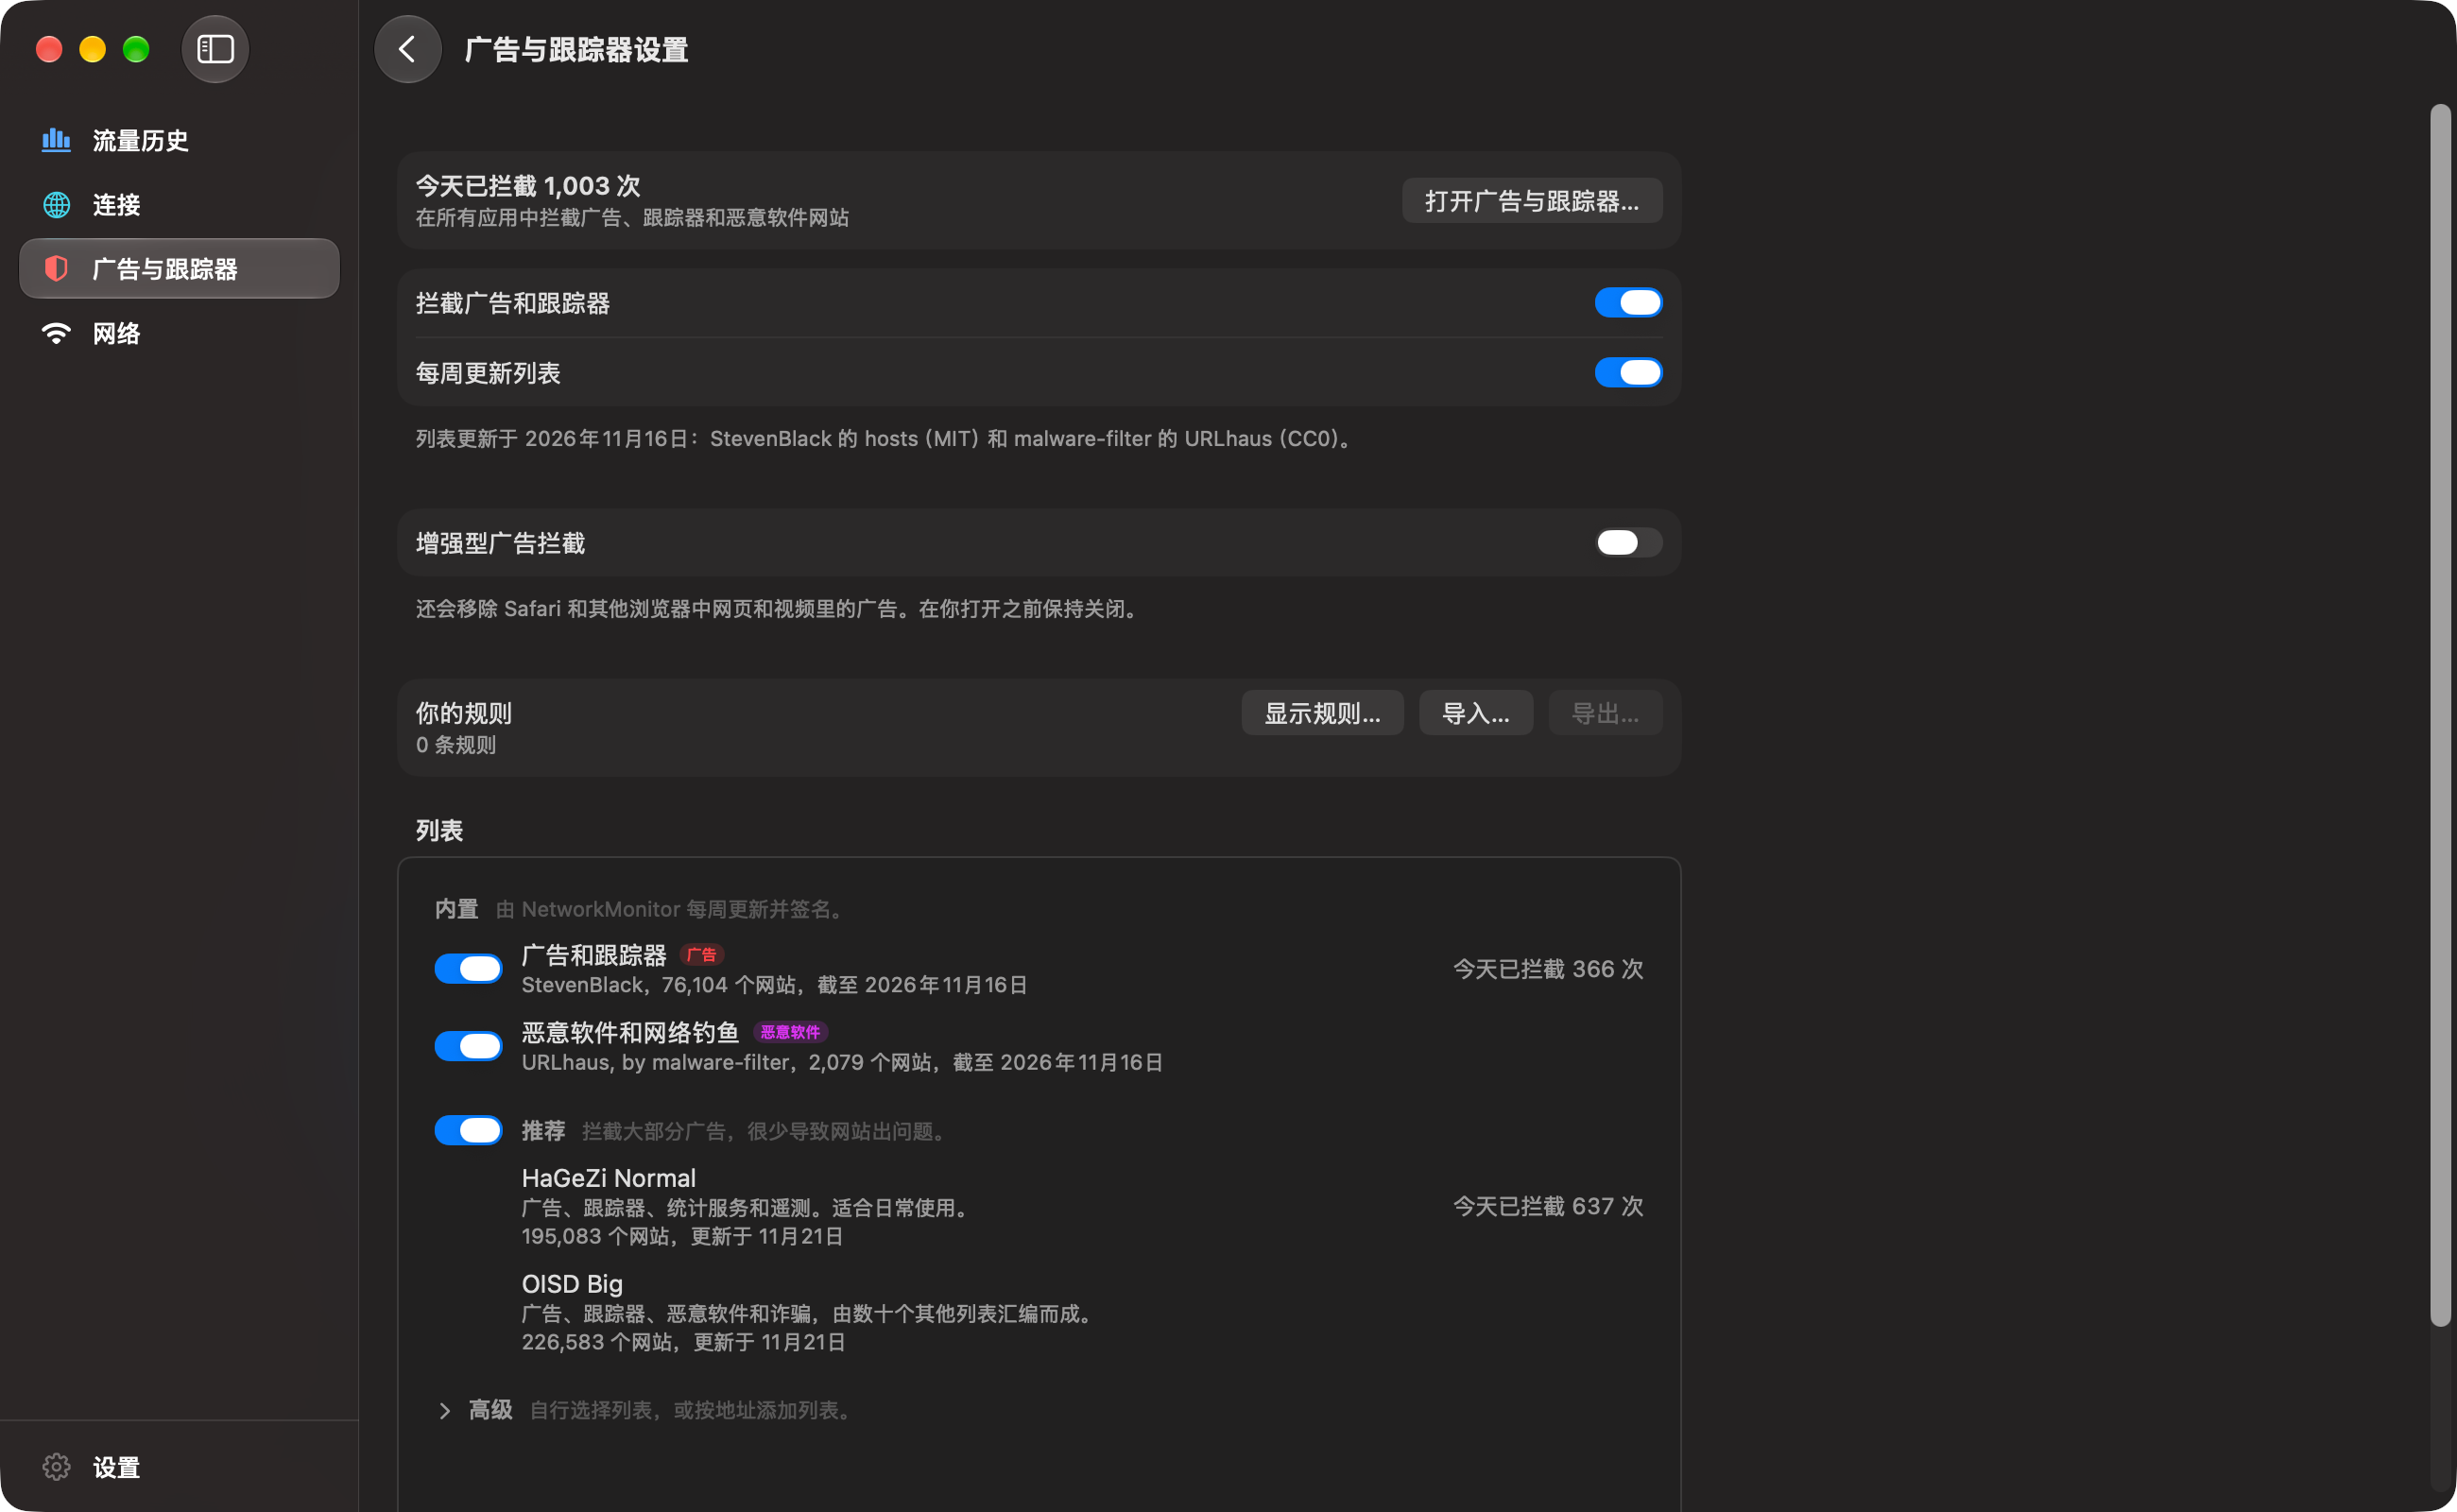 广告与跟踪器设置
流量历史
连接
广告与跟踪器
网络
设置
今天已拦截 1,003 次
在所有应用中拦截广告、跟踪器和恶意软件网站
打开广告与跟踪器...
拦截广告和跟踪器
每周更新列表
列表更新于 2026年11月16日：StevenBlack 的 hosts (MIT) 和 malware-filter 的 URLhaus (CC0)。
增强型广告拦截
还会移除 Safari 和其他浏览器中网页和视频里的广告。在你打开之前保持关闭。
你的规则
0 条规则
显示规则...
导入...
导出...
列表
内置 由 NetworkMonitor 每周更新并签名。
广告和跟踪器 广告
StevenBlack，76,104 个网站，截至 2026年11月16日
今天已拦截 366 次
恶意软件和网络钓鱼 恶意软件
URLhaus, by malware-filter，2,079 个网站，截至 2026年11月16日
推荐 拦截大部分广告，很少导致网站出问题。
HaGeZi Normal
广告、跟踪器、统计服务和遥测。适合日常使用。
195,083 个网站，更新于 11月21日
今天已拦截 637 次
OISD Big
广告、跟踪器、恶意软件和诈骗，由数十个其他列表汇编而成。
226,583 个网站，更新于 11月21日
高级 自行选择列表，或按地址添加列表。